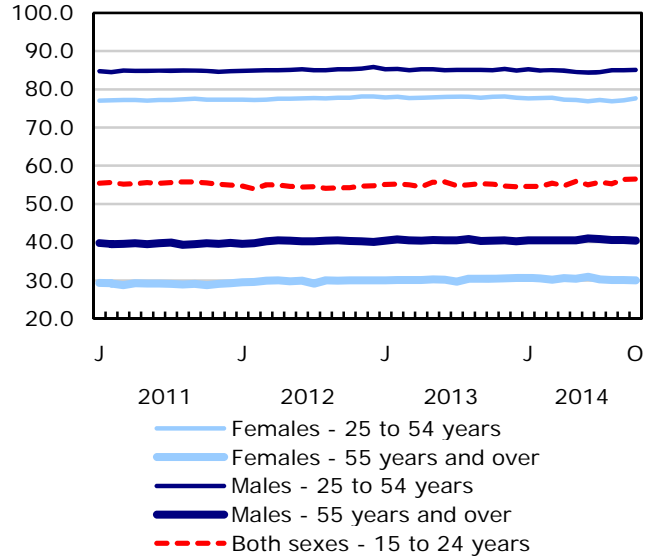 100.0
90.0
80.0
70.0
60.0
50.0
40.0
30.0
20.0
J J J J O
2011 2012 2013 2014
Females - 25 to 54 years
Females - 55 years and over
Males - 25 to 54 years
Males - 55 years and over
Both sexes - 15 to 24 years